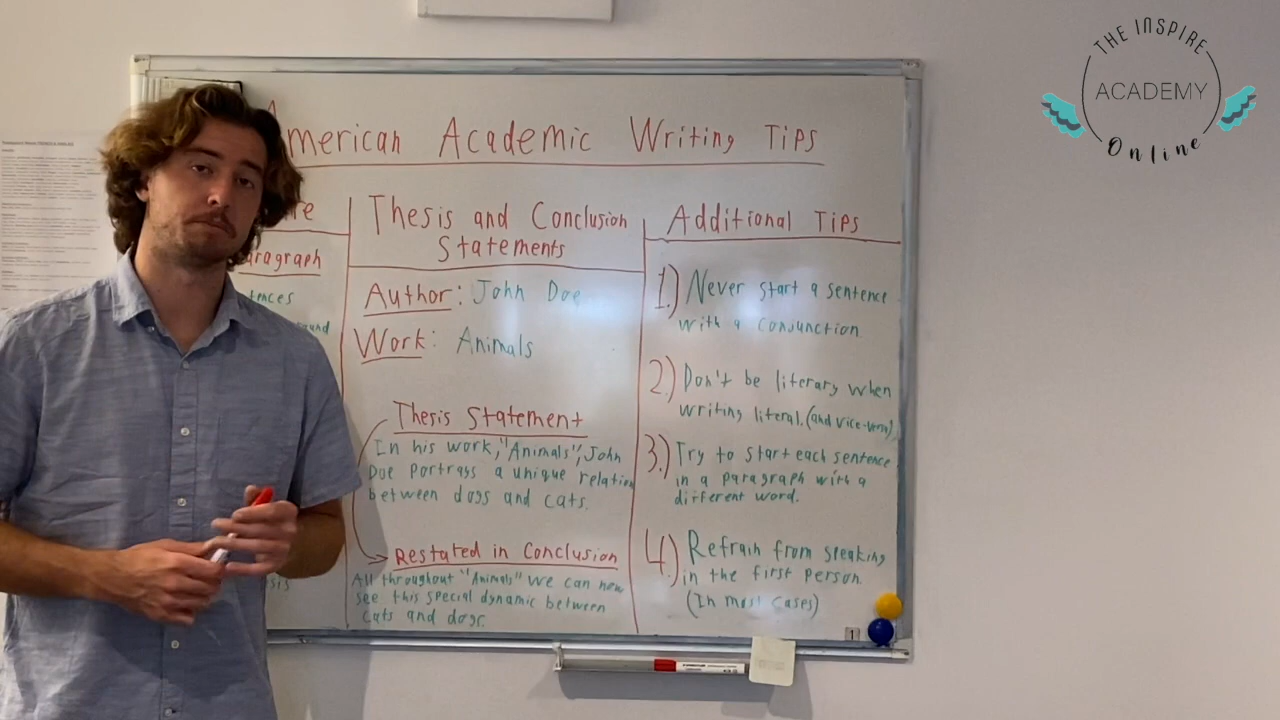 American Academic Writing Tips
Paragraph
Thesis and Conclusion
Statements
Author: John Doe
Work: Animals
Thesis Statement
In his work, "Animals", John
Doe portrays a unique relation
between dogs and cats.
Restated in Conclusion
All throughout "Animals" we can now
see this special dynamic between
cats and dogs.
Additional Tips
1.) Never start a sentence
with a conjunction
2.) Don't be literary when
writing literal. (and vice-versa)
3.) Try to start each sentence
in a paragraph with a
different word.
4.) Refrain from speaking
in the first person
(In most cases)
1
THE INSPIRE
ACADEMY
Online